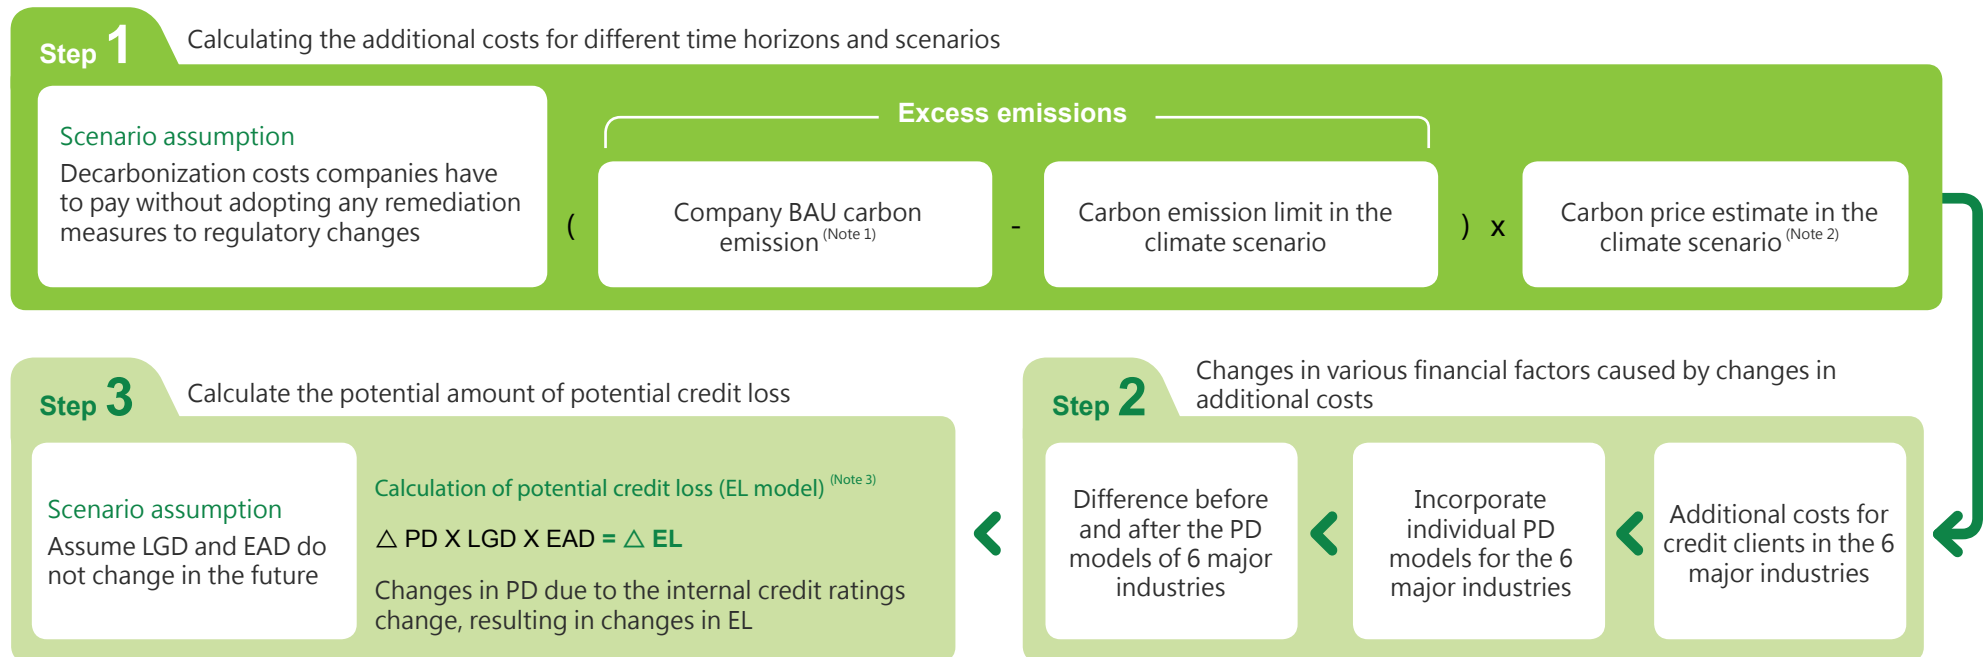 Step 1
Calculating the additional costs for different time horizons and scenarios
Scenario assumption
Decarbonization costs companies have
to pay without adopting any remediation
measures to regulatory changes
Excess emissions
(
Company BAU carbon
emission (Note 1)
-
Carbon emission limit in the
climate scenario
) x
Carbon price estimate in the
climate scenario (Note 2)
Step 2
Changes in various financial factors caused by changes in
additional costs
Additional costs for
credit clients in the 6
major industries
Incorporate
individual PD
models for the 6
major industries
Difference before
and after the PD
models of 6 major
industries
Step 3
Calculate the potential amount of potential credit loss
Scenario assumption
Assume LGD and EAD do
not change in the future
Calculation of potential credit loss (EL model) (Note 3)
△ PD X LGD X EAD = △ EL
Changes in PD due to the internal credit ratings
change, resulting in changes in EL